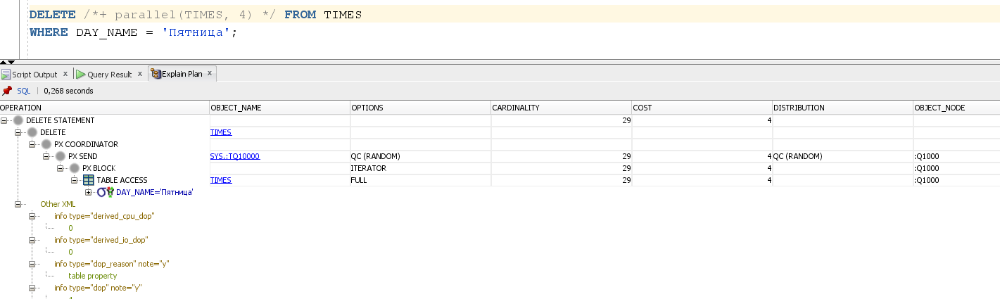 DELETE /*+ parallel(TIMES, 4) */ FROM TIMES
WHERE DAY_NAME = 'Пятница';
Script Output x Query Result x Explain Plan x
SQL | 0,268 seconds
OPERATION OBJECT_NAME OPTIONS CARDINALITY COST DISTRIBUTION OBJECT_NODE
DELETE STATEMENT 29 4
DELETE TIMES
PX COORDINATOR
PX SEND SYS.:TQ10000 QC (RANDOM) 29 4 QC (RANDOM) :Q1000
PX BLOCK ITERATOR 29 4 :Q1000
TABLE ACCESS TIMES FULL 29 4 :Q1000
DAY_NAME='Пятница'
Other XML
info type="derived_cpu_dop"
0
info type="derived_io_dop"
0
info type="dop_reason" note="y"
table property
info type="dop" note="y"